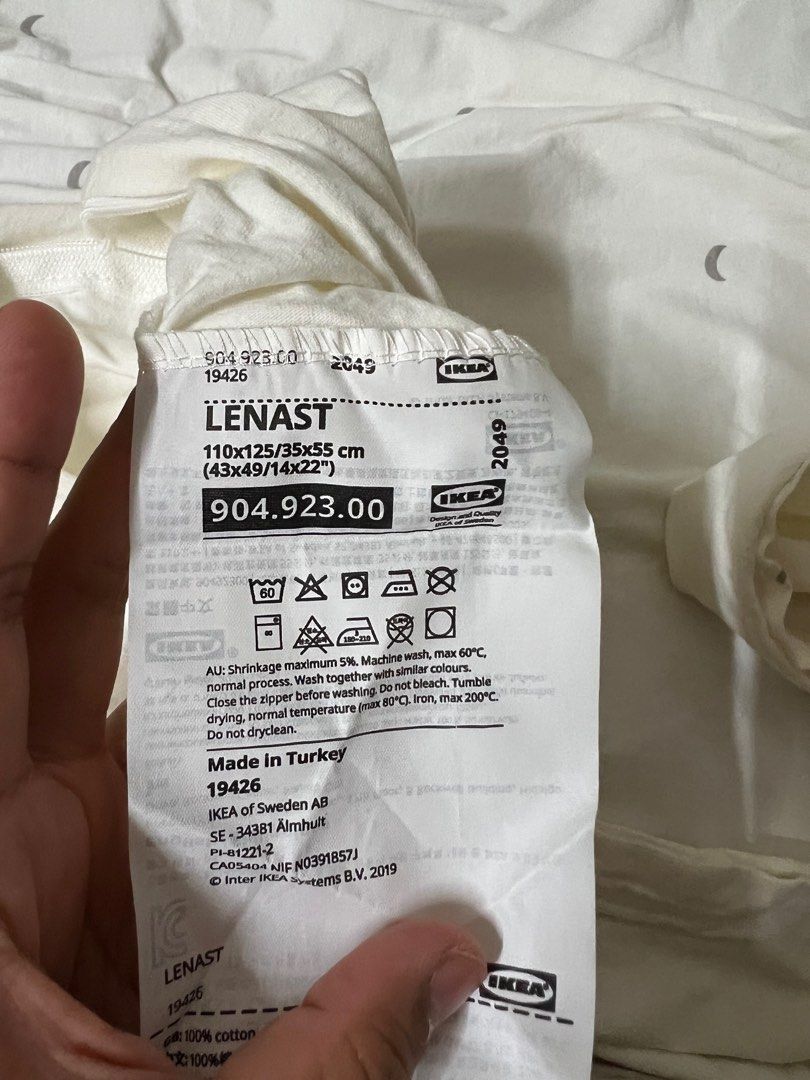 904.923.00 2049 IKEA
19426
LENAST
110x125/35x55 cm
(43x49/14x22")
2049
904.923.00
IKEA
Design and Quality
IKEA of Sweden
60
AU: Shrinkage maximum 5%. Machine wash, max 60°C,
normal process. Wash together with similar colours.
Close the zipper before washing. Do not bleach. Tumble
drying, normal temperature (max 80°C). Iron, max 200°C.
Do not dryclean.
Made in Turkey
19426
IKEA of Sweden AB
SE - 34381 Älmhult
PI-81221-2
CA05404 NIF N0391857J
© Inter IKEA Systems B.V. 2019
LENAST
19426
IKEA
GB: 100% cotton
中文: 100%